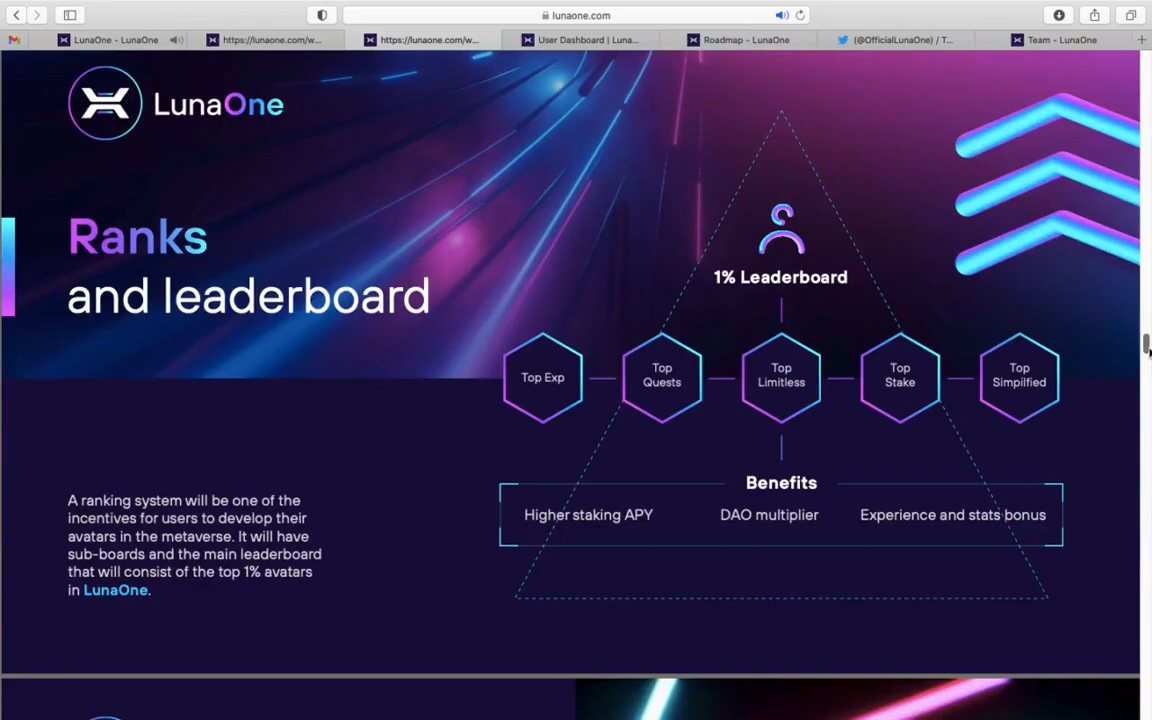 lunaone.com
LunaOne - LunaOne
https://lunaone.com/w...
https://lunaone.com/w...
User Dashboard | Luna...
Roadmap - LunaOne
(@OfficialLunaOne) / T...
Team - LunaOne
LunaOne
Ranks
and leaderboard
1% Leaderboard
Top Exp
Top
Quests
Top
Limitless
Top
Stake
Top
Simpilfied
Benefits
Higher staking APY
DAO multiplier
Experience and stats bonus
A ranking system will be one of the
incentives for users to develop their
avatars in the metaverse. It will have
sub-boards and the main leaderboard
that will consist of the top 1% avatars
in LunaOne.